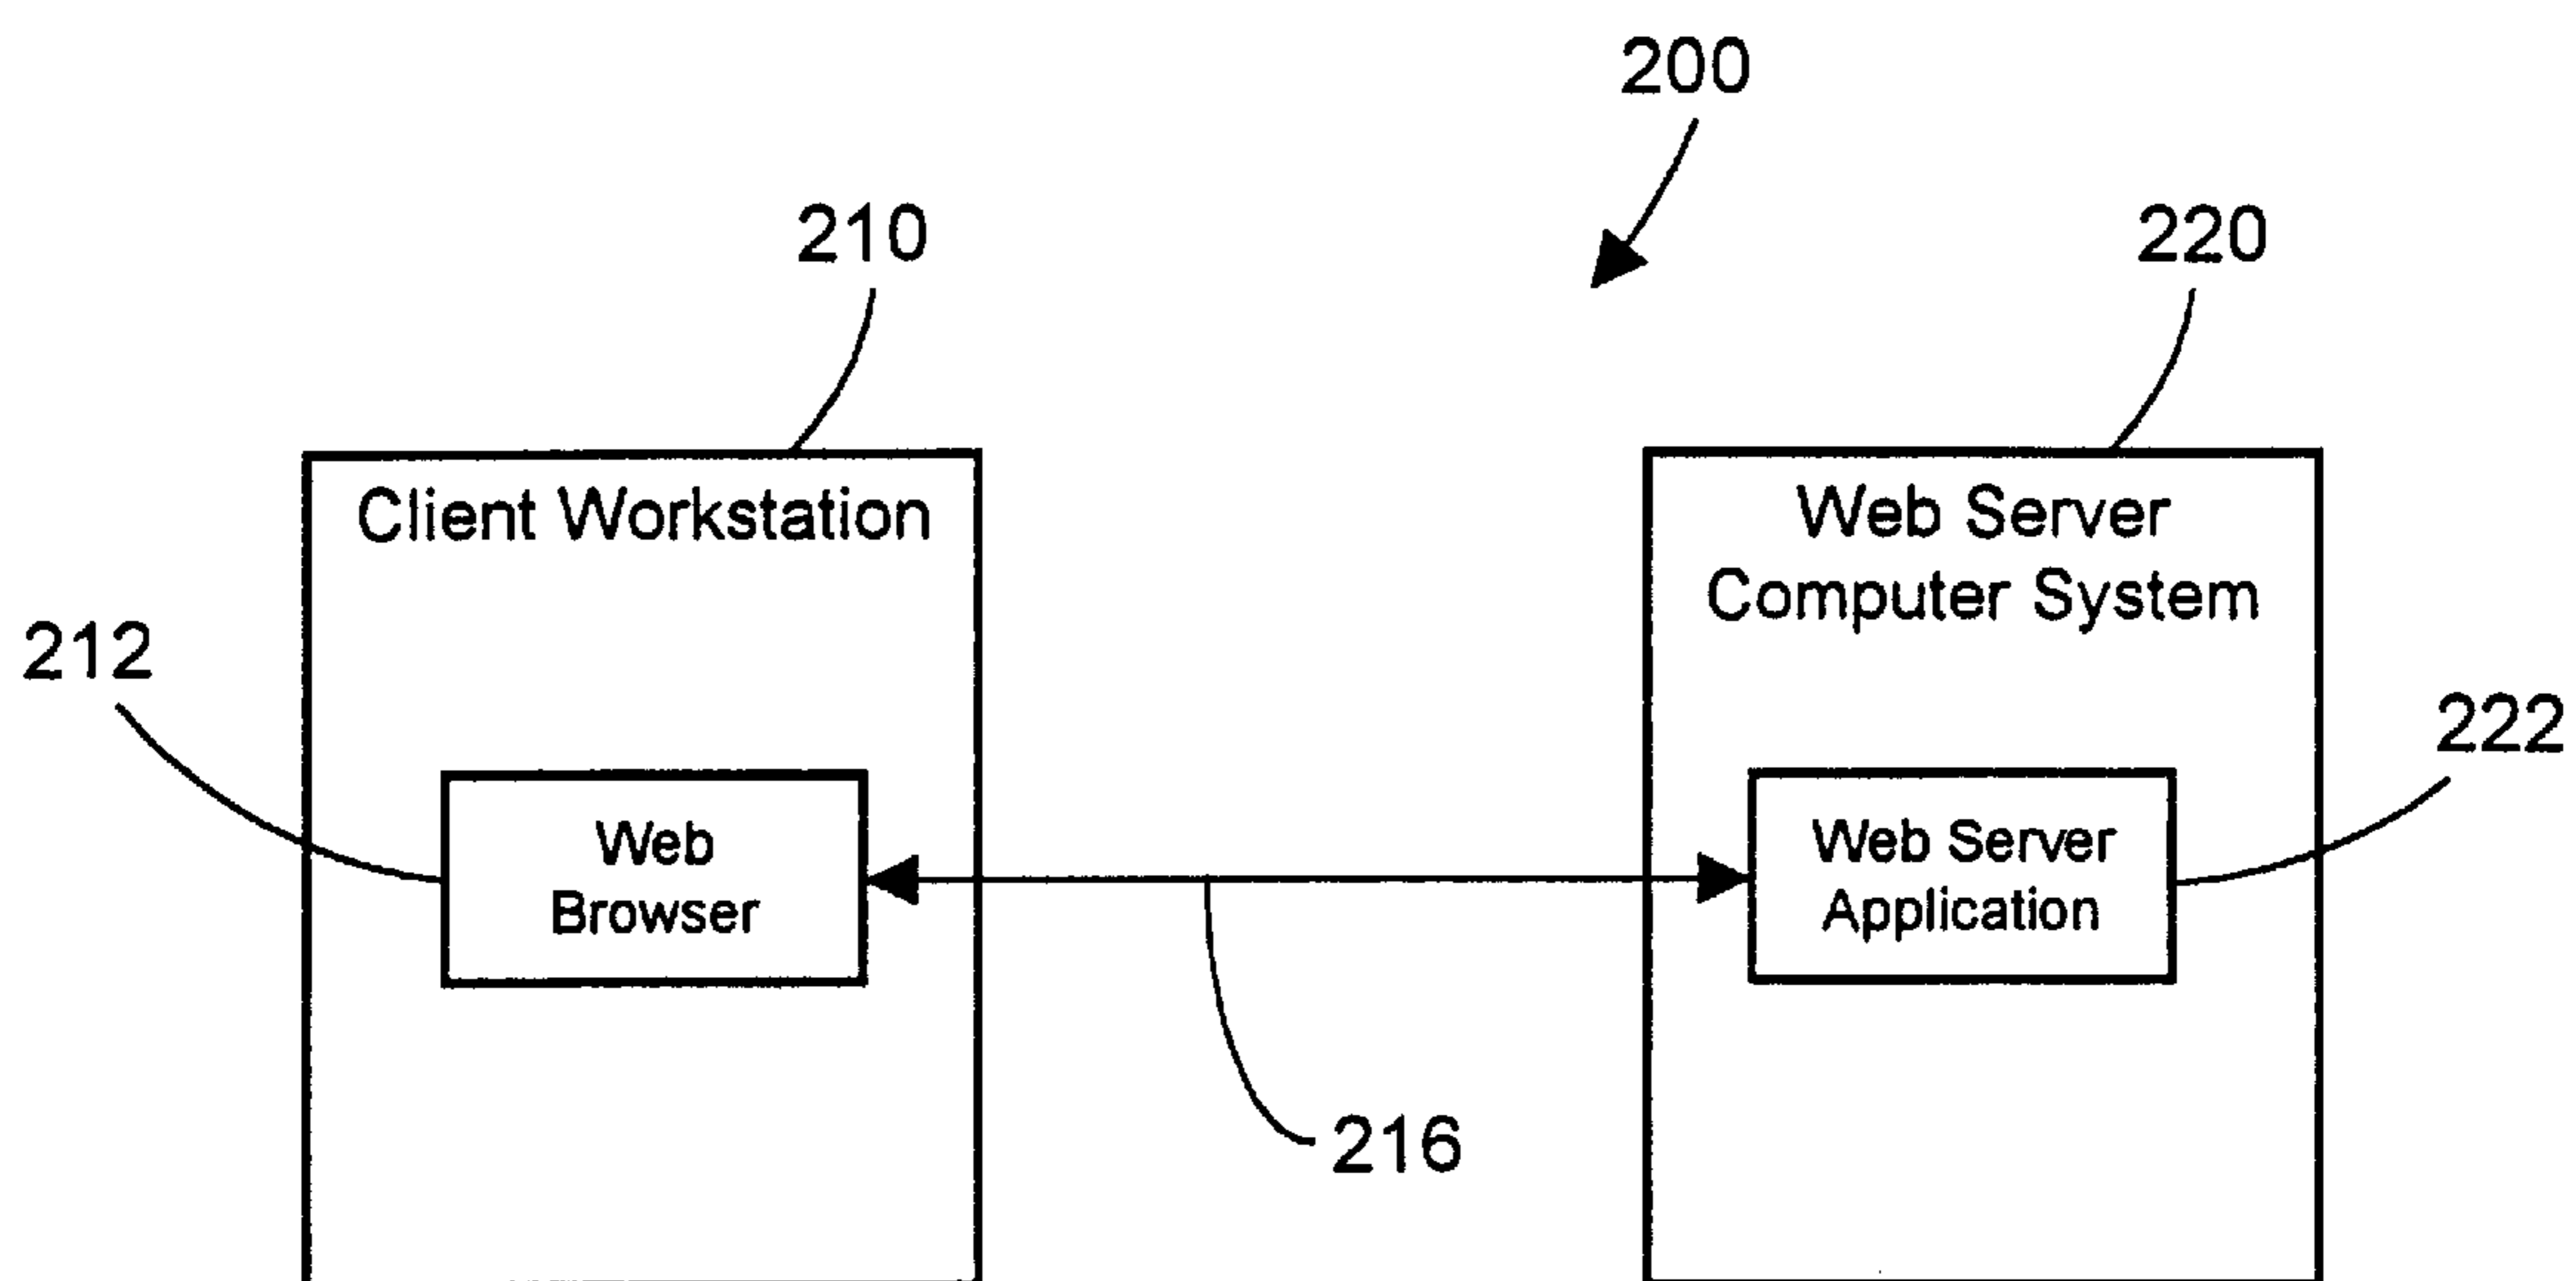 200
210
220
Client Workstation
Web Server
Computer System
212
222
Web
Browser
Web Server
Application
216